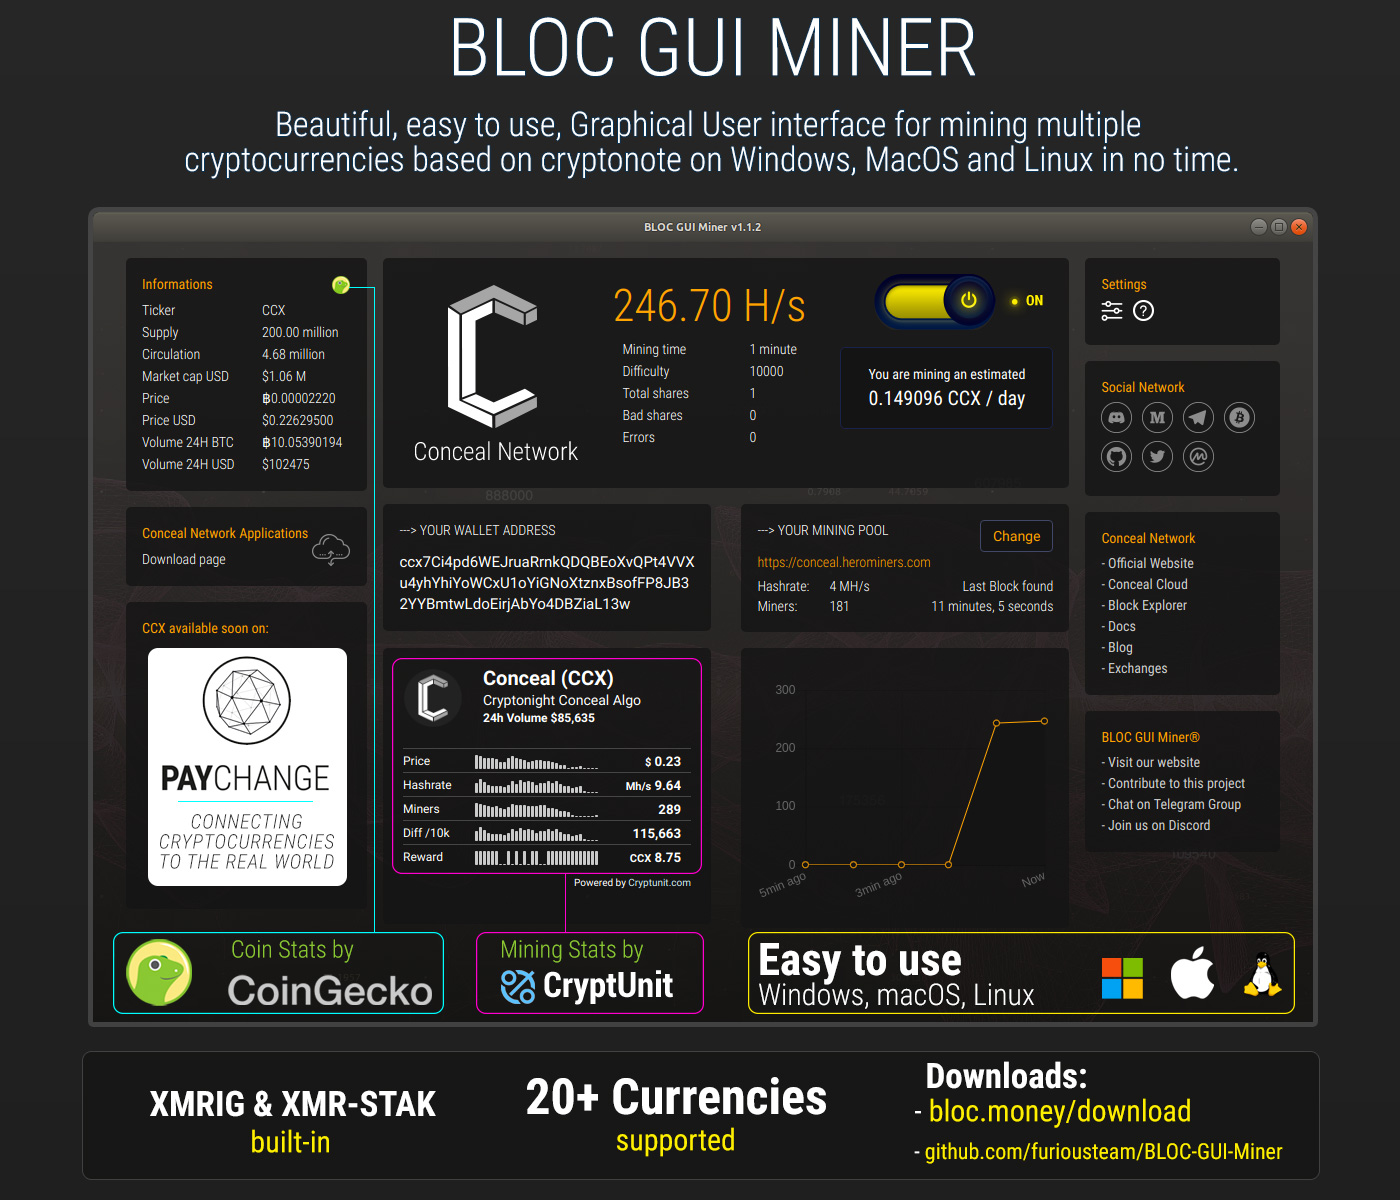 BLOC GUI MINER
Beautiful, easy to use, Graphical User interface for mining multiple
cryptocurrencies based on cryptonote on Windows, MacOS and Linux in no time.
BLOC GUI Miner v1.1.2
Informations
Ticker CCX
Supply 200.00 million
Circulation 4.68 million
Market cap USD $1.06 M
Price ฿0.00002220
Price USD $0.22629500
Volume 24H BTC ฿10.05390194
Volume 24H USD $102475
Conceal Network Applications
Download page
CCX available soon on:
PAYCHANGE
CONNECTING
CRYPTOCURRENCIES
TO THE REAL WORLD
Conceal Network
246.70 H/s
Mining time 1 minute
Difficulty 10000
Total shares 1
Bad shares 0
Errors 0
ON
You are mining an estimated
0.149096 CCX / day
888000
---> YOUR WALLET ADDRESS
ccx7Ci4pd6WEJruaRrnkQDQBEoXvQPt4VVX
u4yhYhiYoWCxU1oYiGNoXtznxBsofFP8JB3
2YYBmtwLdoEirjAbYo4DBZiaL13w
---> YOUR MINING POOL
Change
https://conceal.herominers.com
Hashrate: 4 MH/s Last Block found
Miners: 181 11 minutes, 5 seconds
Conceal (CCX)
Cryptonight Conceal Algo
24h Volume $85,635
Price $ 0.23
Hashrate Mh/s 9.64
Miners 289
Diff /10k 115,663
Reward CCX 8.75
Powered by Cryptunit.com
300
200
100
0
5min ago 3min ago Now
Settings
?
Social Network
M
Conceal Network
- Official Website
- Conceal Cloud
- Block Explorer
- Docs
- Blog
- Exchanges
BLOC GUI Miner®
- Visit our website
- Contribute to this project
- Chat on Telegram Group
- Join us on Discord
Coin Stats by
CoinGecko
Mining Stats by
CryptUnit
Easy to use
Windows, macOS, Linux
XMRIG & XMR-STAK
built-in
20+ Currencies
supported
Downloads:
- bloc.money/download
- github.com/furiousteam/BLOC-GUI-Miner